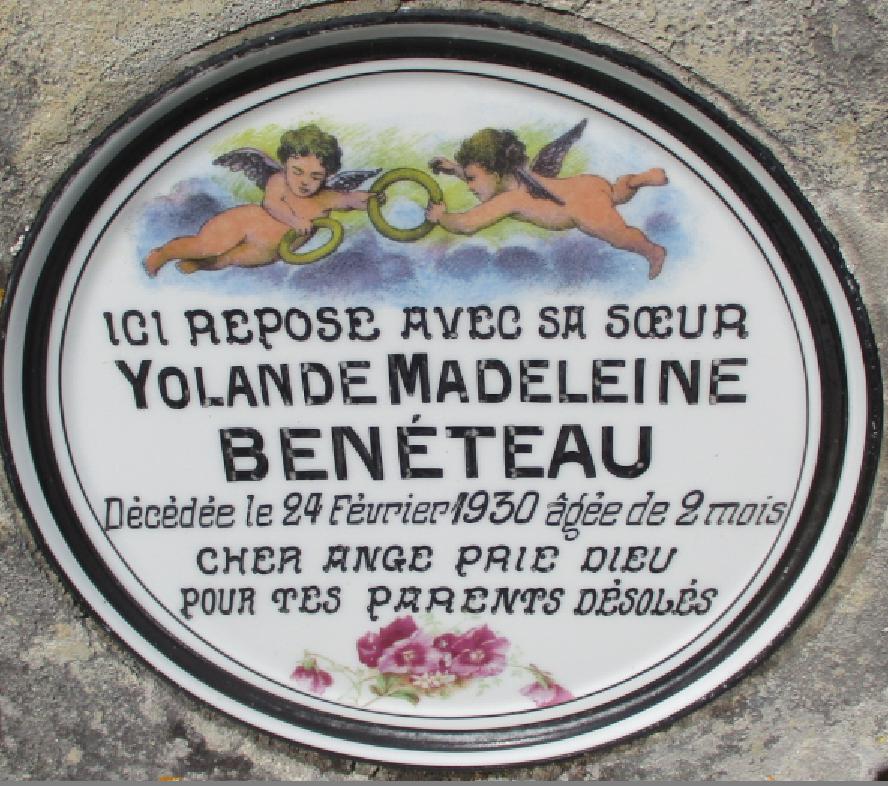 ICI REPOSE AVEC SA SŒUR
YOLANDE MADELEINE
BENÉTEAU
Décédée le 24 Février 1930 âgée de 2 mois
CHER ANGE PRIE DIEU
POUR TES PARENTS DÉSOLÉS